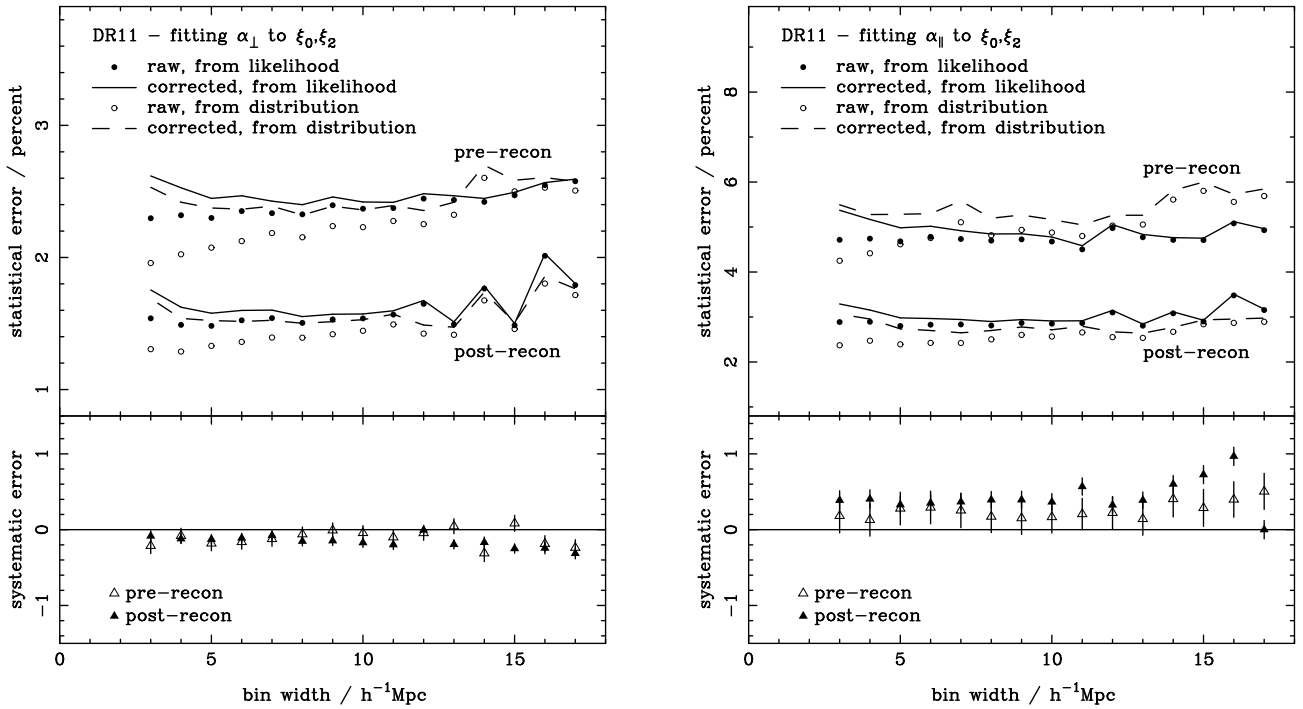 DR11 – fitting α⊥ to ξ0,ξ2
raw, from likelihood
corrected, from likelihood
raw, from distribution
corrected, from distribution
pre–recon
post–recon
statistical error / percent
3
2
1
systematic error
1
0
–1
pre–recon
post–recon
0 5 10 15
bin width / h⁻¹Mpc
DR11 – fitting α∥ to ξ0,ξ2
raw, from likelihood
corrected, from likelihood
raw, from distribution
corrected, from distribution
pre–recon
post–recon
statistical error / percent
8
6
4
2
systematic error
1
0
–1
pre–recon
post–recon
0 5 10 15
bin width / h⁻¹Mpc